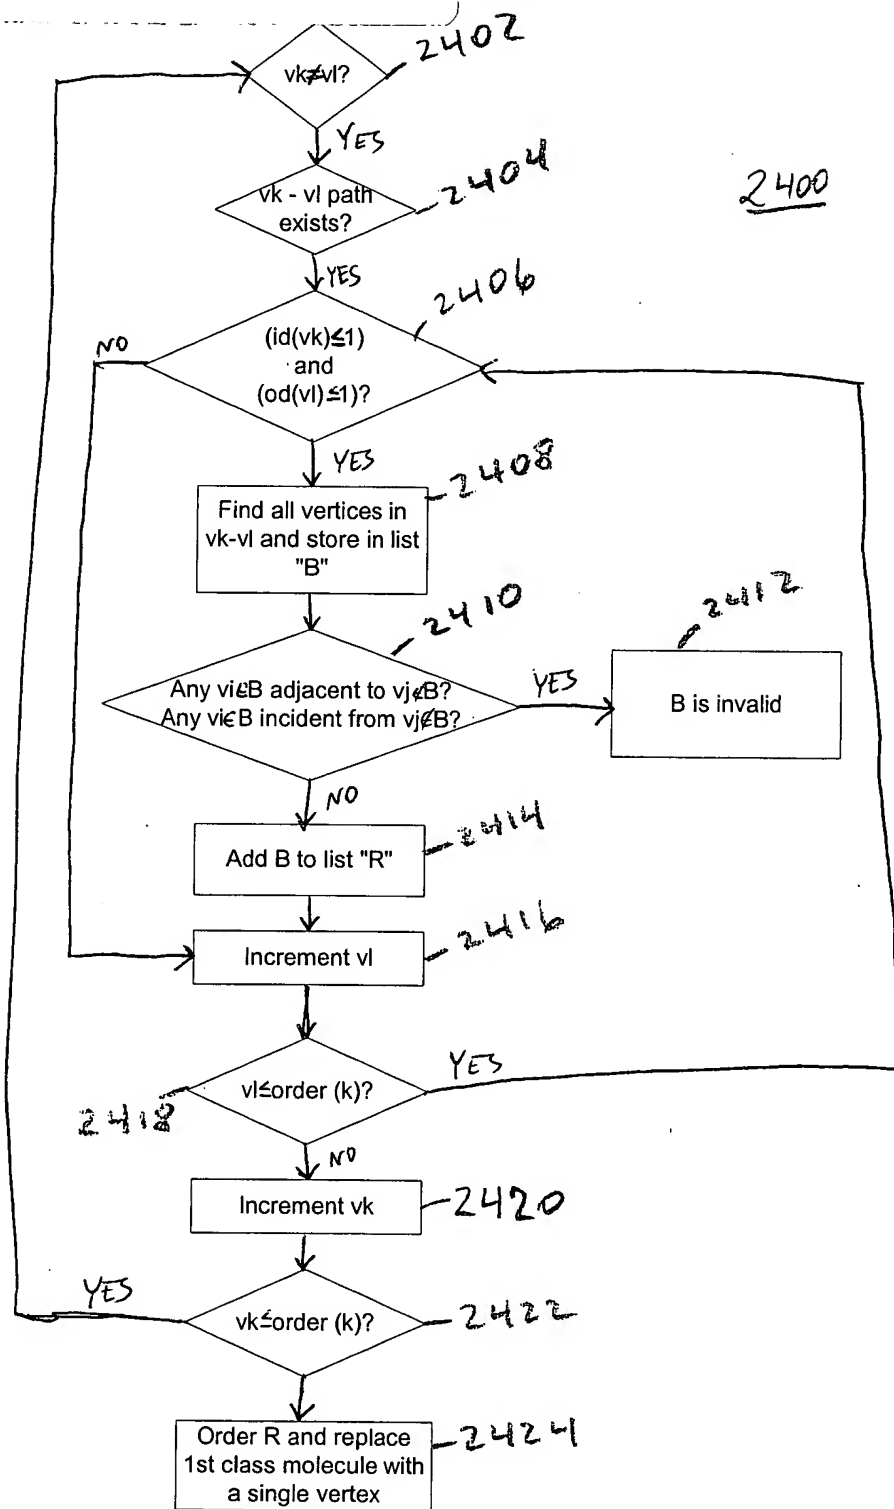 2402
vk≠vl?
YES
2400
2404
vk - vl path
exists?
YES
2406
NO
(id(vk)≤1)
and
(od(vl)≤1)?
YES
2408
Find all vertices in
vk-vl and store in list
"B"
2410
2412
Any vi∈B adjacent to vj∉B?
Any vi∈B incident from vj∉B?
YES
B is invalid
NO
2414
Add B to list "R"
2416
Increment vl
YES
vl≤order (k)?
2418
NO
Increment vk
2420
YES
vk≤order (k)?
2422
Order R and replace
1st class molecule with
a single vertex
2424